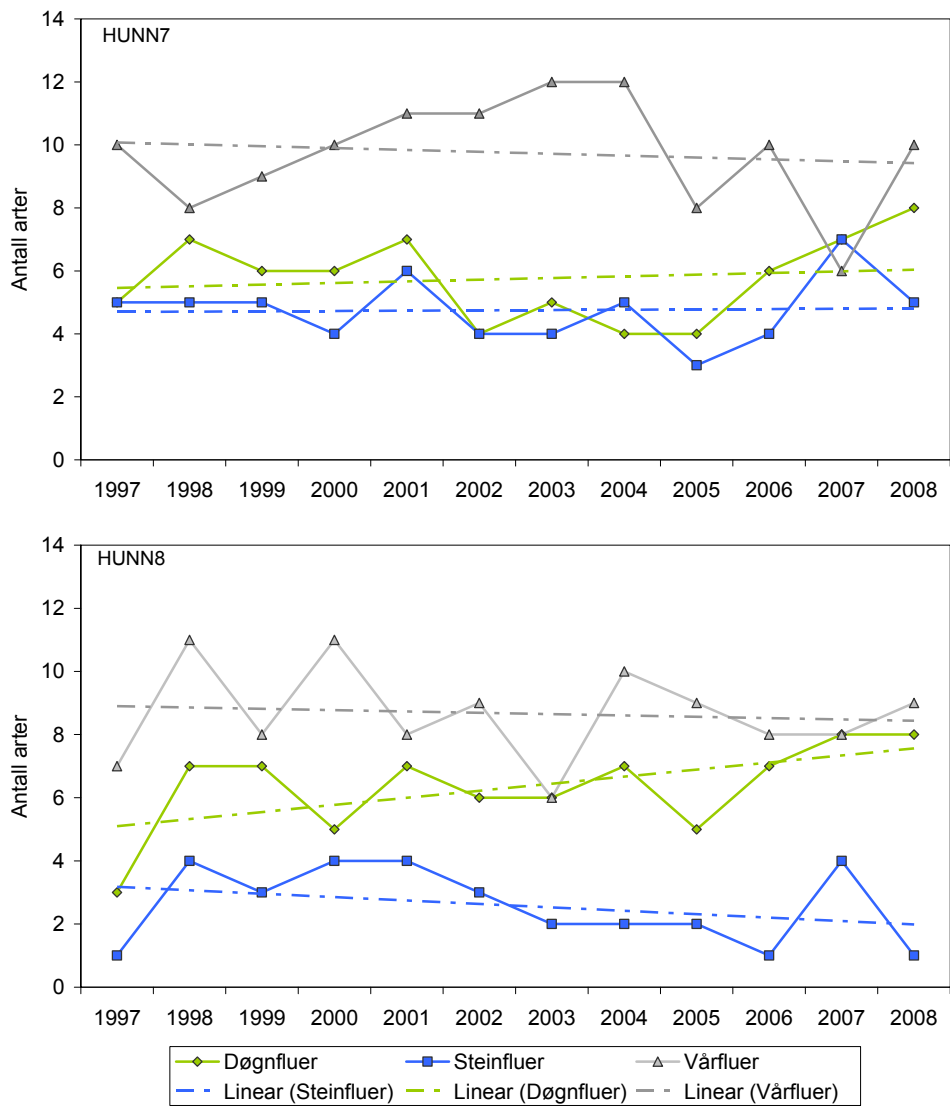 HUNN7
Antall arter
14
12
10
8
6
4
2
0
1997 1998 1999 2000 2001 2002 2003 2004 2005 2006 2007 2008
HUNN8
Antall arter
14
12
10
8
6
4
2
0
1997 1998 1999 2000 2001 2002 2003 2004 2005 2006 2007 2008
Døgnfluer Steinfluer Vårfluer
Linear (Steinfluer) Linear (Døgnfluer) Linear (Vårfluer)